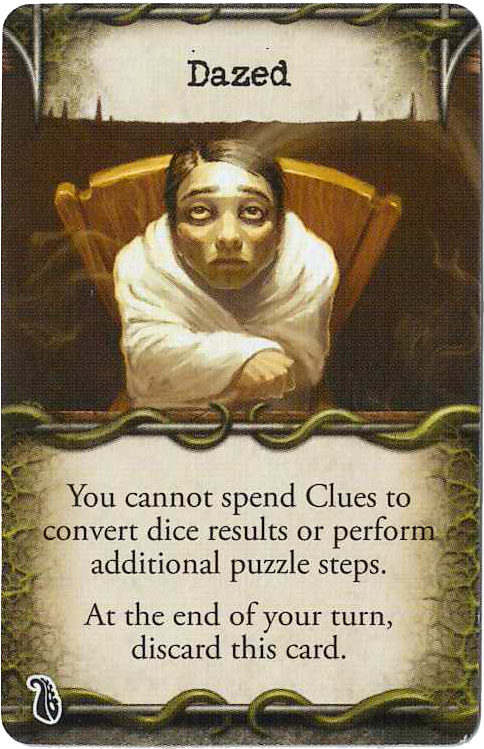 Dazed
You cannot spend Clues to
convert dice results or perform
additional puzzle steps.
At the end of your turn,
discard this card.